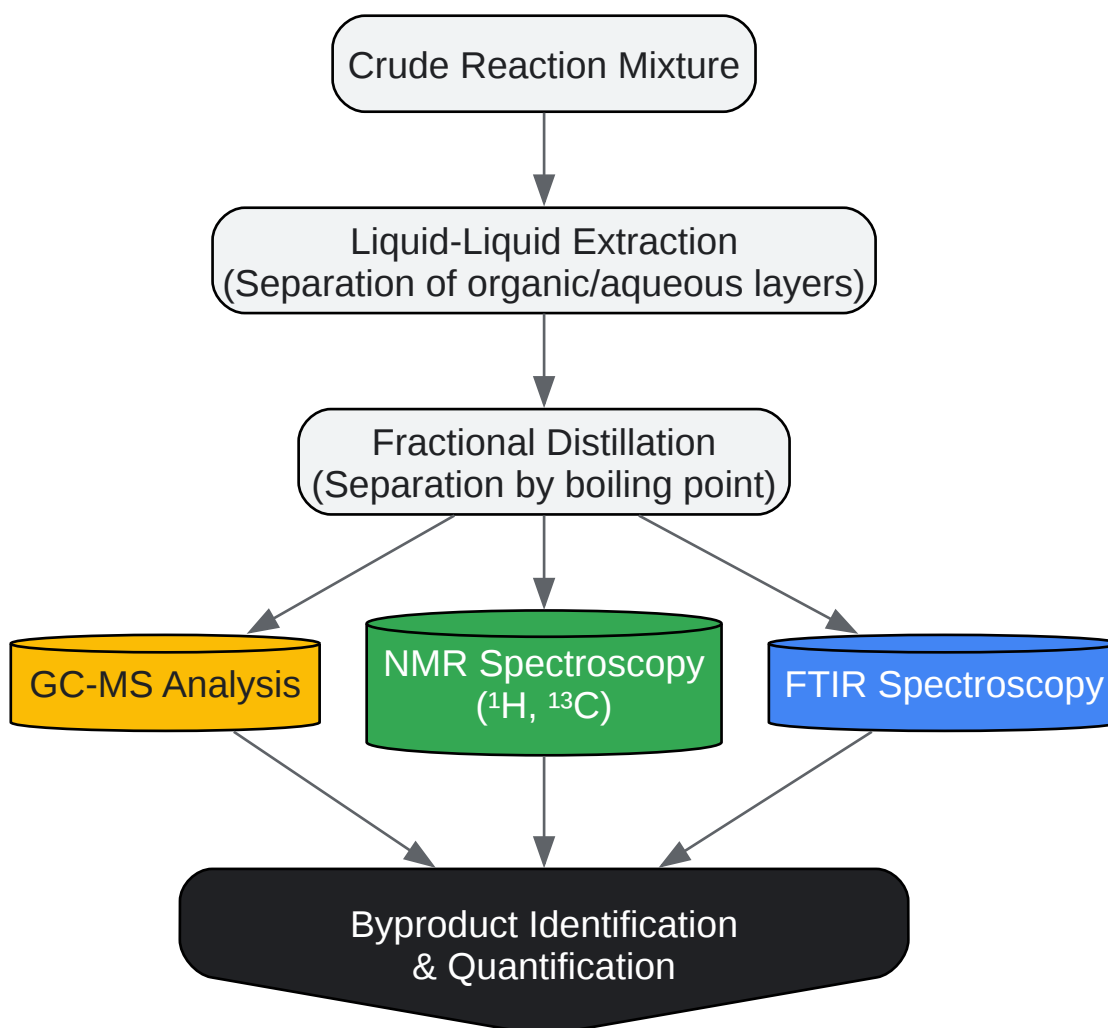 Crude Reaction Mixture
Liquid-Liquid Extraction
(Separation of organic/aqueous layers)
Fractional Distillation
(Separation by boiling point)
GC-MS Analysis
NMR Spectroscopy
(¹H, ¹³C)
FTIR Spectroscopy
Byproduct Identification
& Quantification